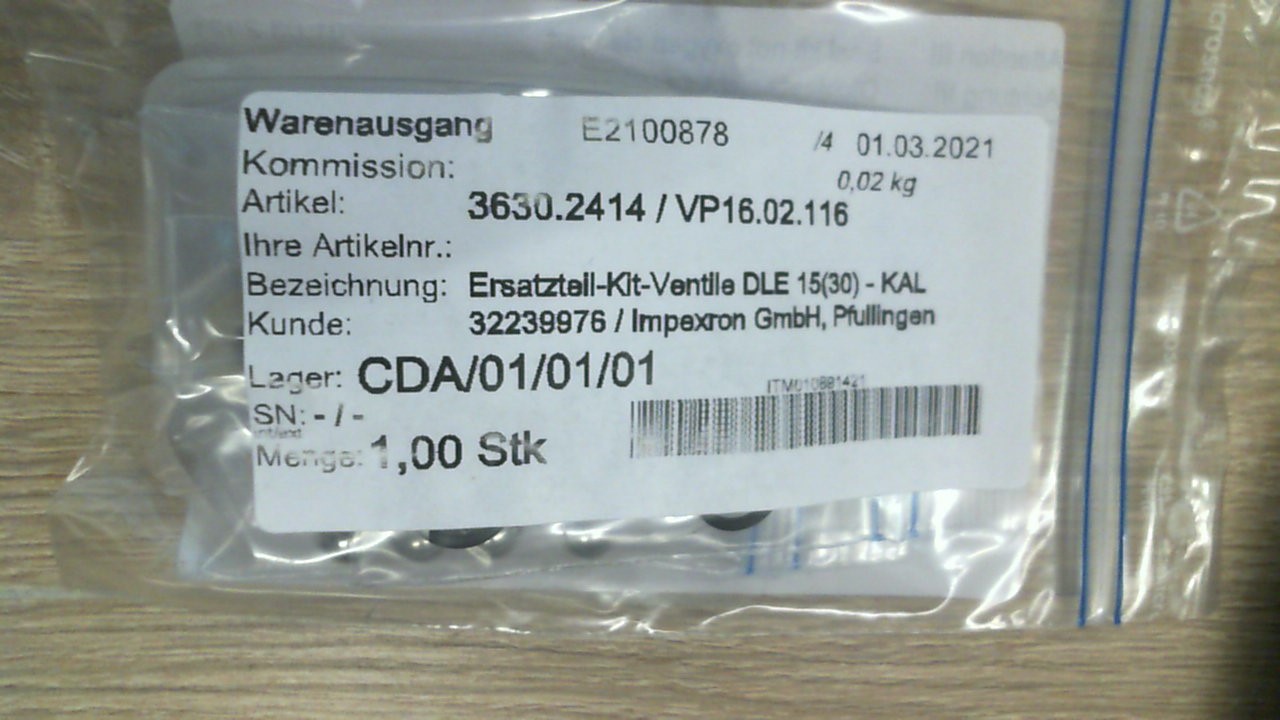 Warenausgang E2100878 /4 01.03.2021
Kommission: 0,02 kg
Artikel: 3630.2414 / VP16.02.116
Ihre Artikelnr.:
Bezeichnung: Ersatzteil-Kit-Ventile DLE 15(30) - KAL
Kunde: 32239976 / Impexron GmbH, Pfullingen
Lager: CDA/01/01/01
SN: - / -
int/ext
Menge: 1,00 Stk